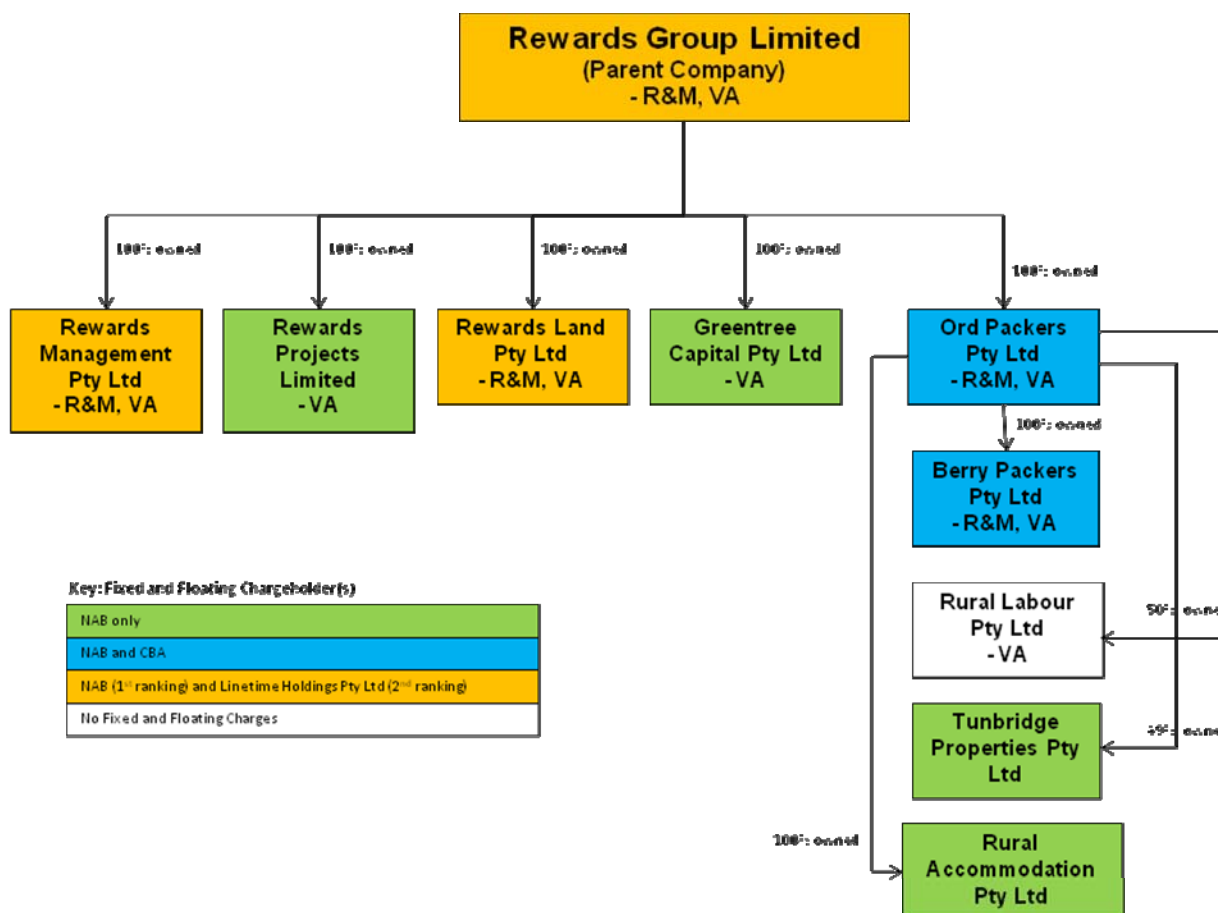 Rewards Group Limited
(Parent Company)
- R&M, VA
100% owned
100% owned
100% owned
100% owned
100% owned
Rewards
Management
Pty Ltd
- R&M, VA
Rewards
Projects
Limited
- VA
Rewards Land
Pty Ltd
- R&M, VA
Greentree
Capital Pty Ltd
- VA
Ord Packers
Pty Ltd
- R&M, VA
100% owned
Berry Packers
Pty Ltd
- R&M, VA
Key: Fixed and Floating Chargeholder(s)
NAB only
NAB and CBA
NAB (1st ranking) and Linetime Holdings Pty Ltd (2nd ranking)
No Fixed and Floating Charges
Rural Labour
Pty Ltd
- VA
50% owne
Tunbridge
Properties Pty
Ltd
100% owned
Rural
Accommodation
Pty Ltd